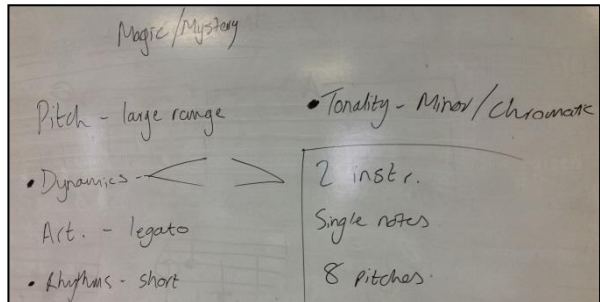 Magic/Mystery
Pitch - large range
• Dynamics -
Art. - legato
• Rhythms - short
• Tonality - Minor/Chromatic
2 instr.
Single notes
8 pitches.